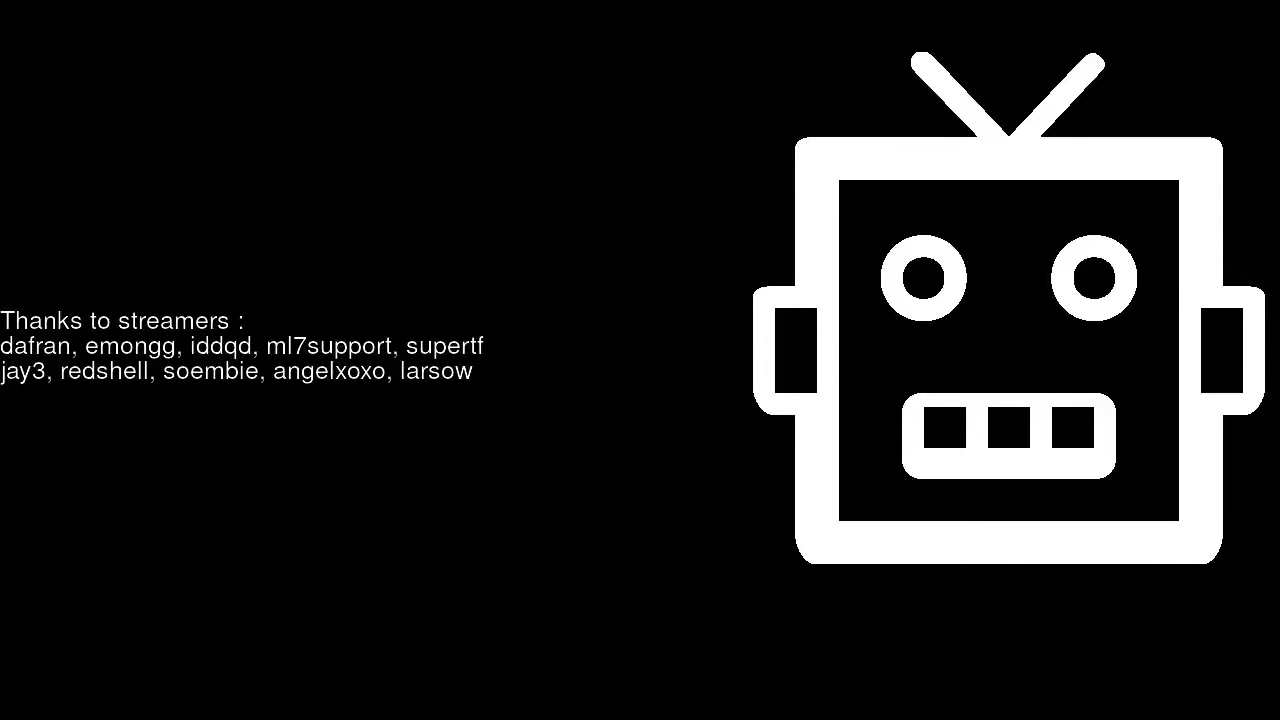 Thanks to streamers :
dafran, emongg, iddqd, ml7support, supertf
jay3, redshell, soembie, angelxoxo, larsow